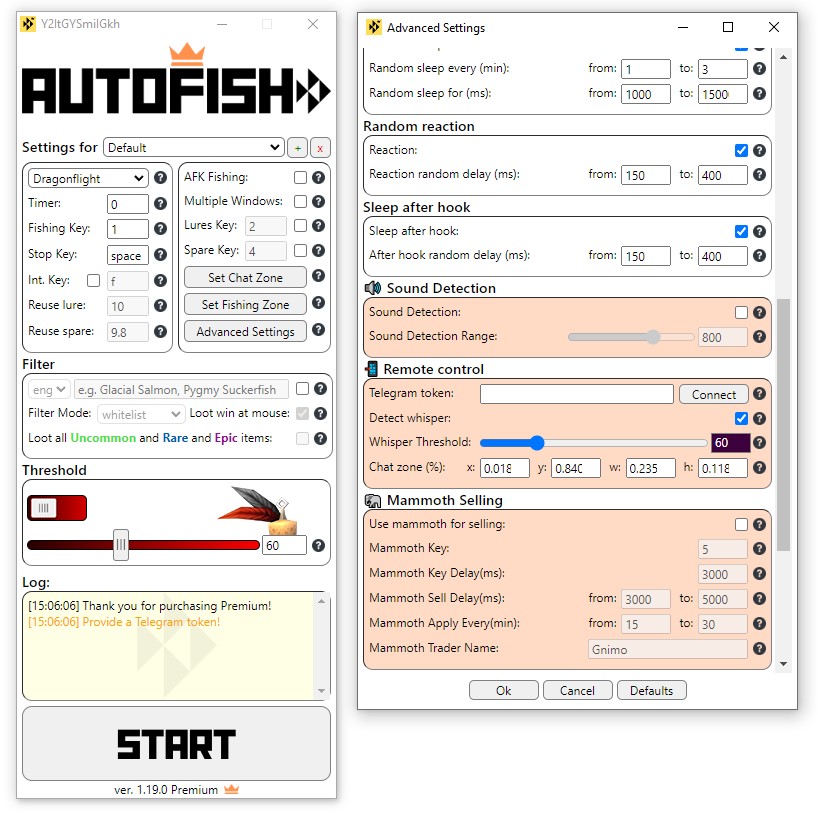 Y2ltGYSmilGkh
AUTOFISH
Settings for Default + x
Dragonflight
Timer: 0
Fishing Key: 1
Stop Key: space
Int. Key: f
Reuse lure: 10
Reuse spare: 9.8
AFK Fishing:
Multiple Windows:
Lures Key: 2
Spare Key: 4
Set Chat Zone
Set Fishing Zone
Advanced Settings
Filter
eng e.g. Glacial Salmon, Pygmy Suckerfish
Filter Mode: whitelist Loot win at mouse:
Loot all Uncommon and Rare and Epic items:
Threshold
60
Log:
[15:06:06] Thank you for purchasing Premium!
[15:06:06] Provide a Telegram token!
START
ver. 1.19.0 Premium
Advanced Settings
Random sleep every (min): from: 1 to: 3
Random sleep for (ms): from: 1000 to: 1500
Random reaction
Reaction:
Reaction random delay (ms): from: 150 to: 400
Sleep after hook
Sleep after hook:
After hook random delay (ms): from: 150 to: 400
Sound Detection
Sound Detection:
Sound Detection Range: 800
Remote control
Telegram token: Connect
Detect whisper:
Whisper Threshold: 60
Chat zone (%): x: 0.018 y: 0.840 w: 0.235 h: 0.118
Mammoth Selling
Use mammoth for selling:
Mammoth Key: 5
Mammoth Key Delay(ms): 3000
Mammoth Sell Delay(ms): from: 3000 to: 5000
Mammoth Apply Every(min): from: 15 to: 30
Mammoth Trader Name: Gnimo
Ok Cancel Defaults